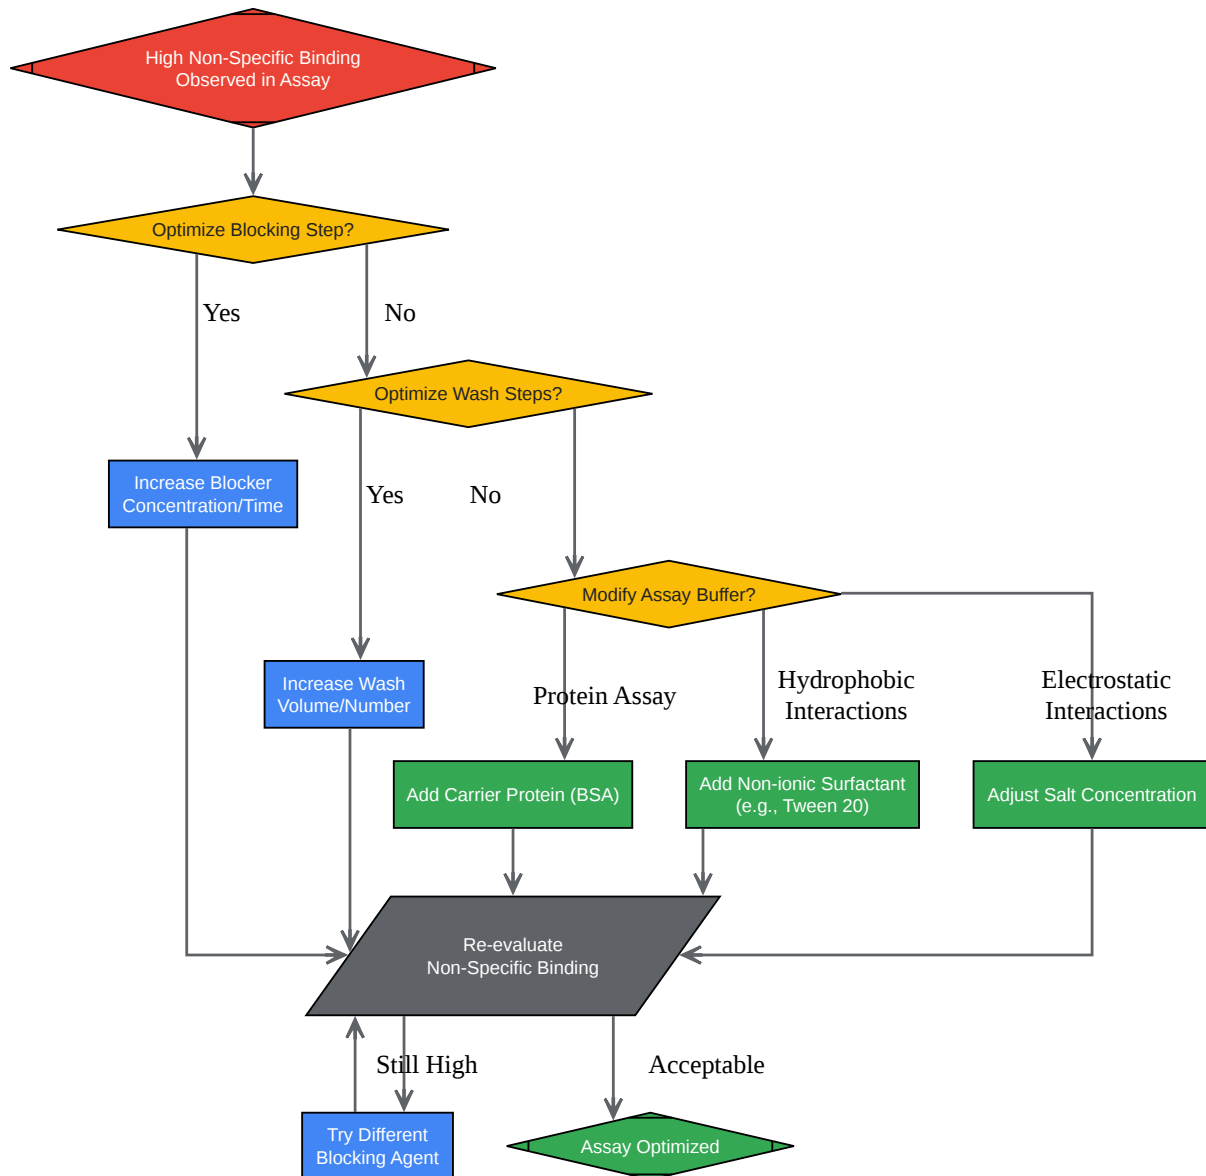 High Non-Specific Binding
Observed in Assay
Optimize Blocking Step?
Yes
No
Optimize Wash Steps?
Increase Blocker
Concentration/Time
Yes
No
Modify Assay Buffer?
Increase Wash
Volume/Number
Protein Assay
Hydrophobic
Interactions
Electrostatic
Interactions
Add Carrier Protein (BSA)
Add Non-ionic Surfactant
(e.g., Tween 20)
Adjust Salt Concentration
Re-evaluate
Non-Specific Binding
Still High
Acceptable
Try Different
Blocking Agent
Assay Optimized